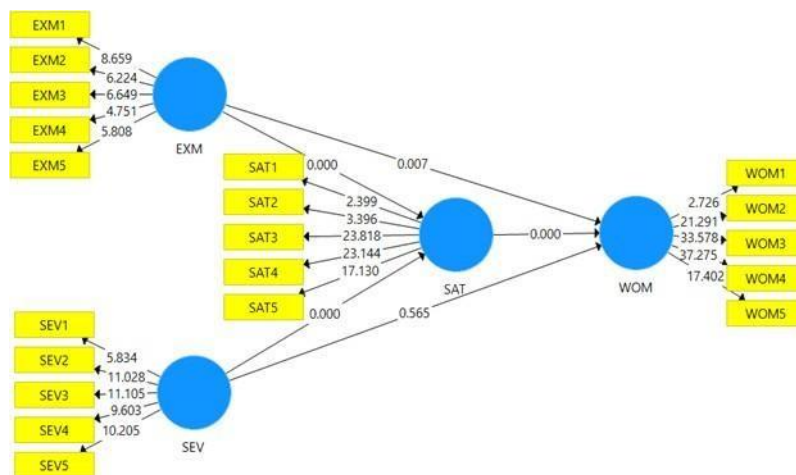 EXM1
EXM2
EXM3
EXM4
EXM5
8.659
6.224
6.649
4.751
5.808
EXM
0.000
0.007
SAT1
SAT2
SAT3
SAT4
SAT5
2.399
3.396
23.818
23.144
17.130
SAT
0.000
0.000
0.565
WOM
2.726
21.291
33.578
37.275
17.402
WOM1
WOM2
WOM3
WOM4
WOM5
SEV1
SEV2
SEV3
SEV4
SEV5
5.834
11.028
11.105
9.603
10.205
SEV